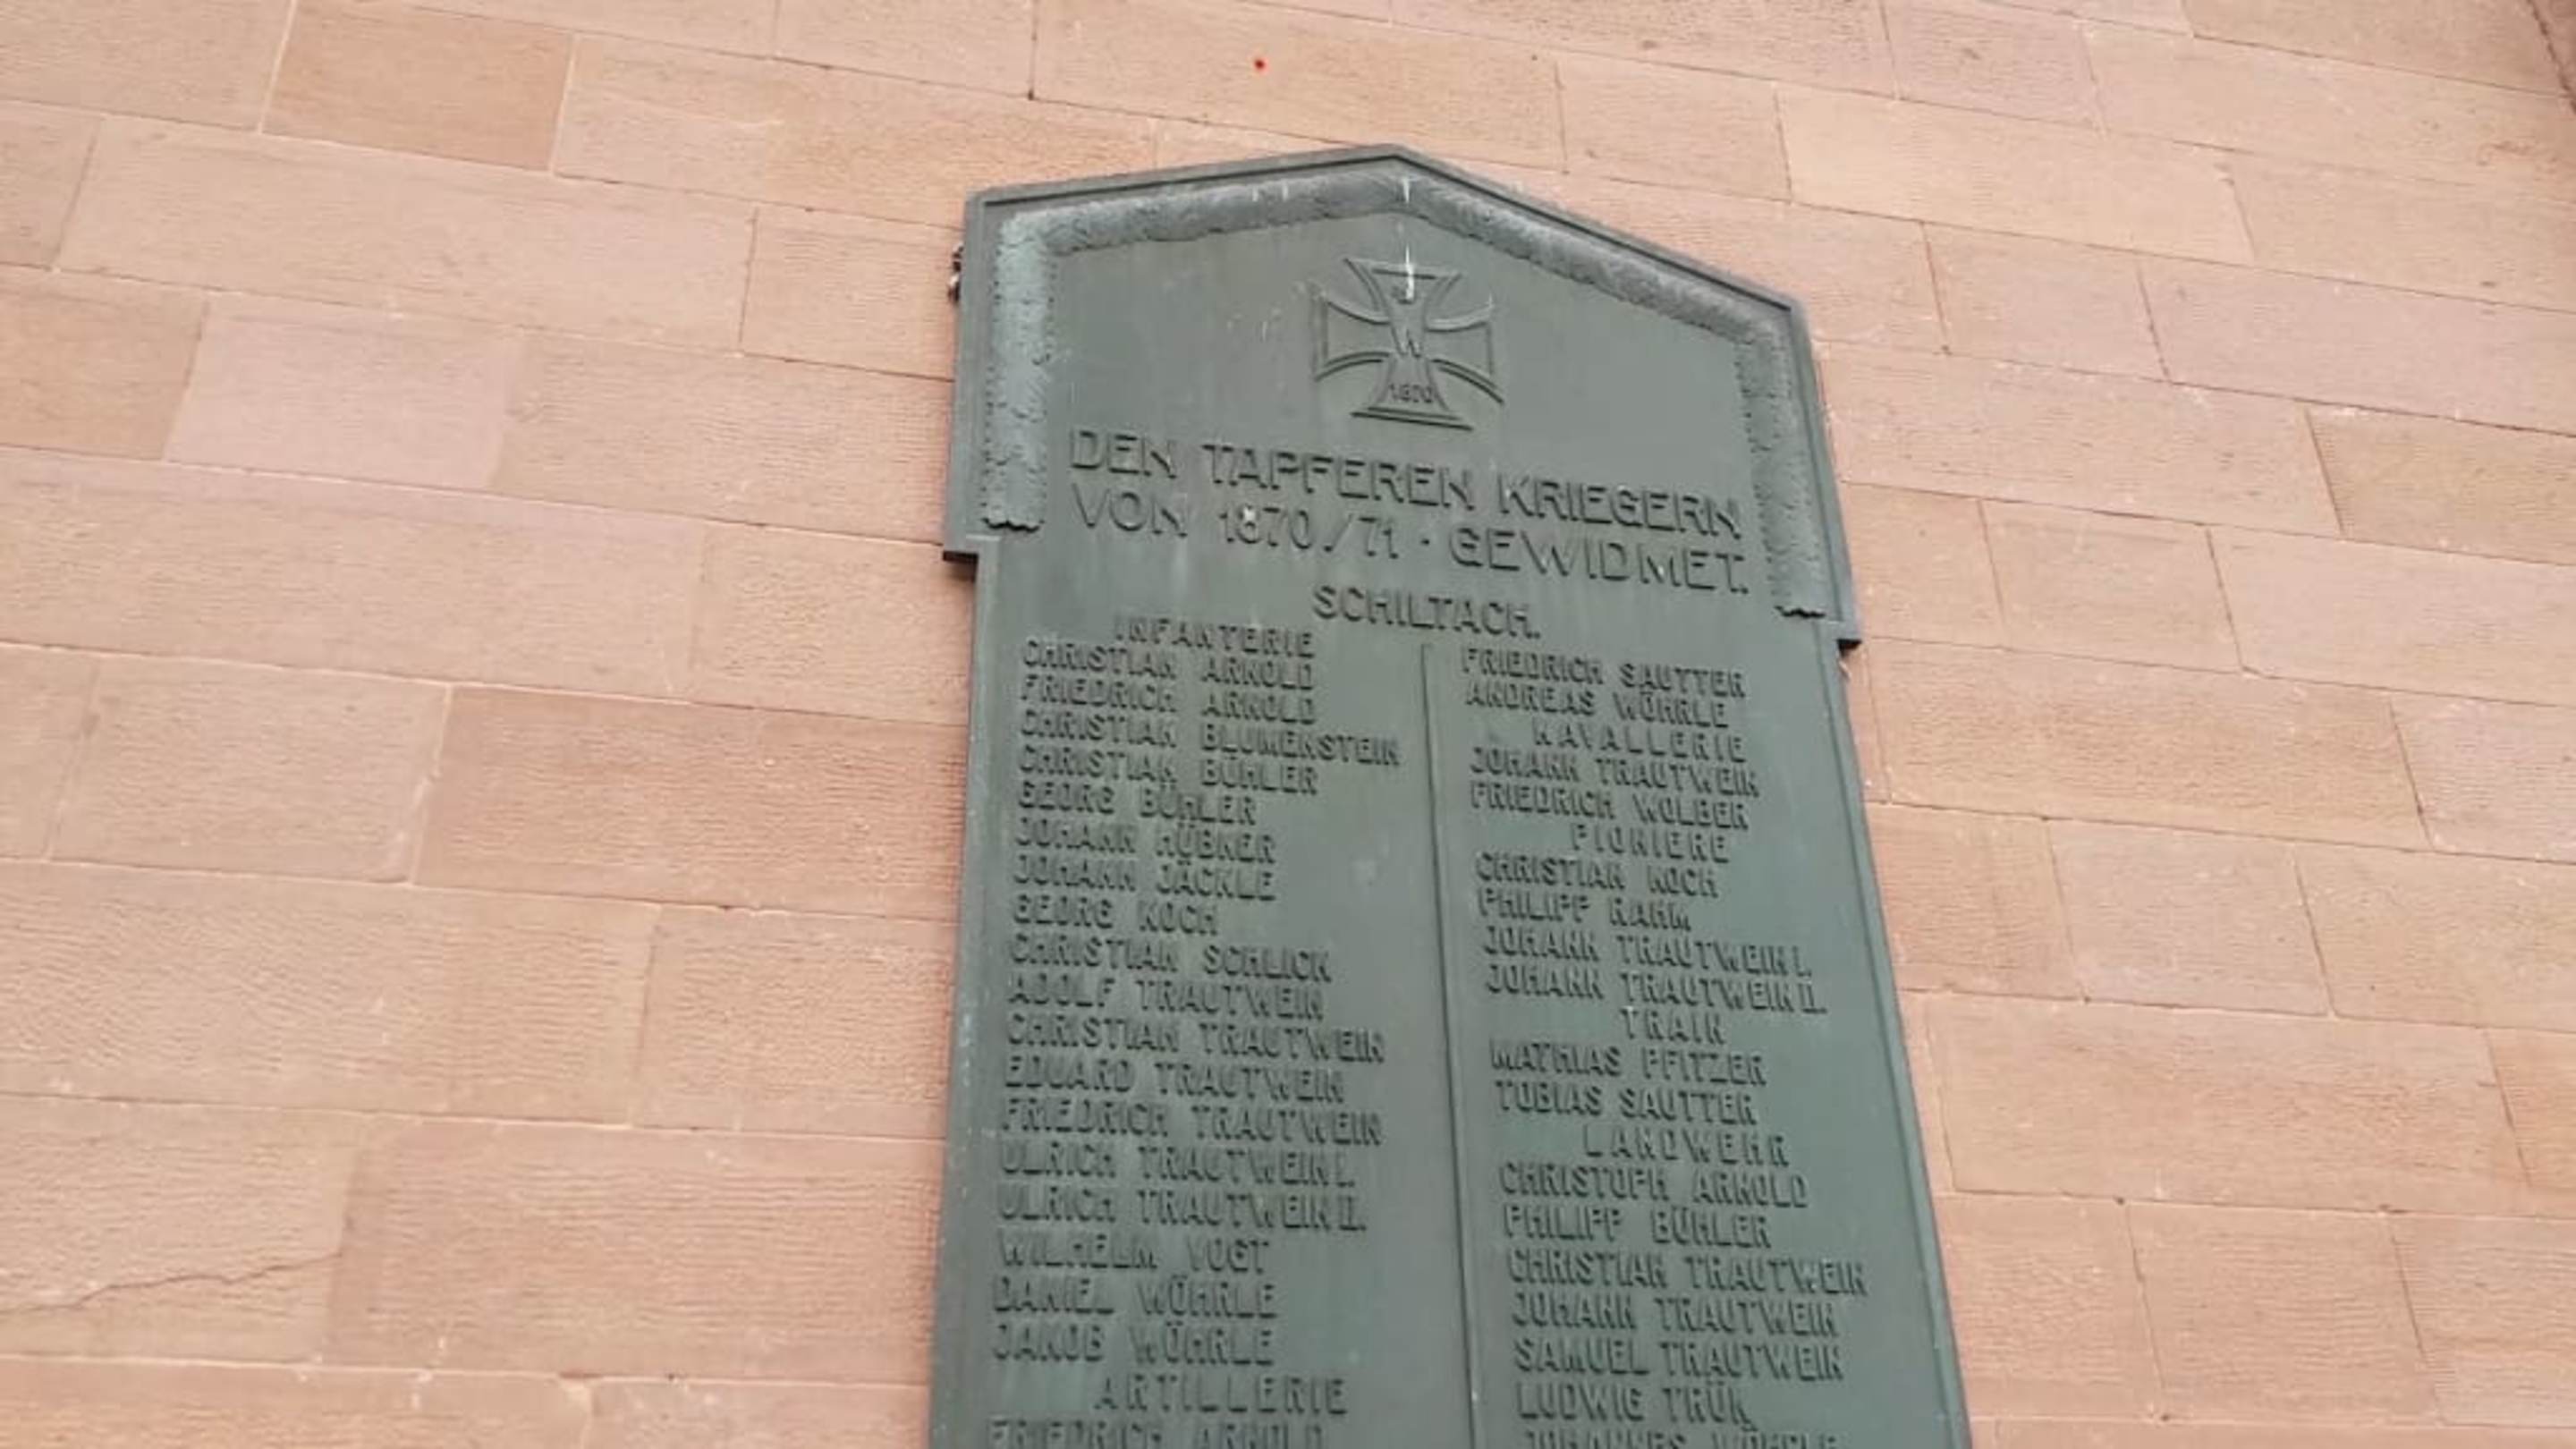 W
1870
DEN TAPFEREN KRIEGERN
VON 1870/71 · GEWIDMET.
SCHILTACH.
INFANTERIE
CHRISTIAN ARNOLD
FRIEDRICH ARNOLD
CHRISTIAN BLUMENSTEIN
CHRISTIAN BÜHLER
GEORG BÜHLER
JOHANN HÜBNER
JOHANN JÄCKLE
GEORG KOCH
CHRISTIAN SCHLICK
ADOLF TRAUTWEIN
CHRISTIAN TRAUTWEIN
EDUARD TRAUTWEIN
FRIEDRICH TRAUTWEIN
ULRICH TRAUTWEIN I.
ULRICH TRAUTWEIN II.
WILHELM VOGT
DANIEL WÖHRLE
JAKOB WÖHRLE
ARTILLERIE
FRIEDRICH ARNOLD
FRIEDRICH SAUTTER
ANDREAS WÖHRLE
KAVALLERIE
JOHANN TRAUTWEIN
FRIEDRICH WOLBER
PIONIERE
CHRISTIAN KOCH
PHILIPP RAHM
JOHANN TRAUTWEIN I.
JOHANN TRAUTWEIN II.
TRAIN
MATHIAS PFITZER
TOBIAS SAUTTER
LANDWEHR
CHRISTOPH ARNOLD
PHILIPP BÜHLER
CHRISTIAN TRAUTWEIN
JOHANN TRAUTWEIN
SAMUEL TRAUTWEIN
LUDWIG TRÜK
JOHANNES WÖHRLE